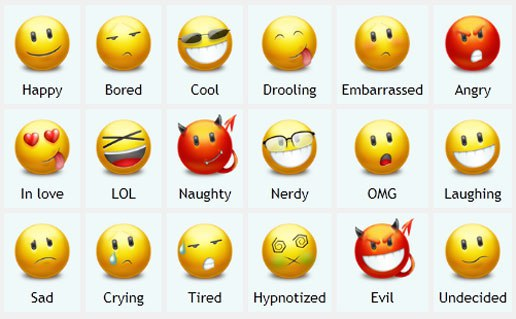 Happy
Bored
Cool
Drooling
Embarrassed
Angry
In love
LOL
Naughty
Nerdy
OMG
Laughing
Sad
Crying
Tired
Hypnotized
Evil
Undecided